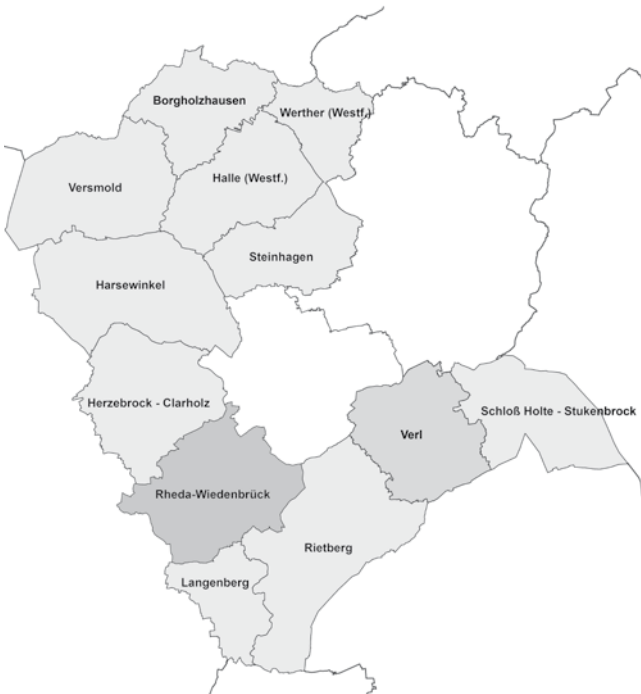 Borgholzhausen
Werther (Westf.)
Versmold
Halle (Westf.)
Steinhagen
Harsewinkel
Herzebrock - Clarholz
Schloß Holte - Stukenbrock
Verl
Rheda-Wiedenbrück
Rietberg
Langenberg